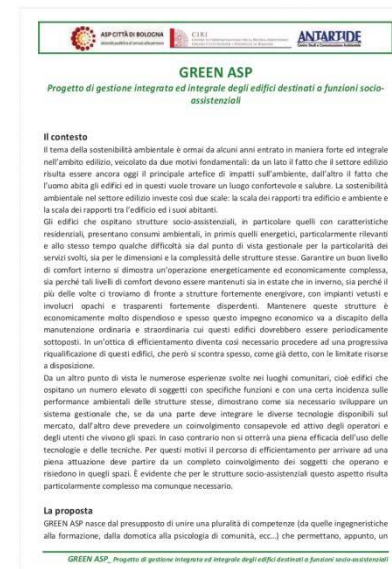 ASP CITTÀ DI BOLOGNA
CIRI
ANTARTIDE
GREEN ASP
Progetto di gestione integrata ed integrale degli edifici destinati a funzioni socio-
assistenziali
Il contesto
Il tema della sostenibilità ambientale è ormai da alcuni anni entrato in maniera forte ed integrale
nell'ambito edilizio, veicolato da due motivi fondamentali: da un lato il fatto che il settore edilizio
risulta essere ancora oggi il principale artefice di impatti sull'ambiente, dall'altro il fatto che
l'uomo abita gli edifici ed in questi vuole trovare un luogo confortevole e salubre. La sostenibilità
ambientale nel settore edilizio investe così due scale: la scala dei rapporti tra edificio e ambiente e
la scala dei rapporti tra l'edificio ed i suoi abitanti.
Gli edifici che ospitano strutture socio-assistenziali, in particolare quelli con caratteristiche
residenziali, presentano consumi ambientali, in primis quelli energetici, particolarmente rilevanti
e allo stesso tempo qualche difficoltà sia dal punto di vista gestionale per la particolarità dei
servizi svolti, sia per le dimensioni e la complessità delle strutture stesse. Garantire un buon livello
di comfort interno si dimostra un'operazione energeticamente ed economicamente complessa,
sia perché tali livelli di comfort devono essere mantenuti sia in estate che in inverno, sia perché il
più delle volte ci troviamo di fronte a strutture fortemente energivore, con impianti vetusti e
involucri opachi e trasparenti fortemente disperdenti. Mantenere queste strutture è
economicamente molto dispendioso e spesso questo impegno economico va a discapito della
manutenzione ordinaria e straordinaria cui questi edifici dovrebbero essere periodicamente
sottoposti. In un'ottica di efficientamento diventa così necessario procedere ad una progressiva
riqualificazione di questi edifici, che però si scontra spesso, come già detto, con le limitate risorse
a disposizione.
Da un altro punto di vista le numerose esperienze svolte nei luoghi comunitari, cioè edifici che
ospitano un numero elevato di soggetti con specifiche funzioni e con una certa incidenza sulle
performance ambientali delle strutture stesse, dimostrano come sia necessario sviluppare un
sistema gestionale che, se da una parte deve integrare le diverse tecnologie disponibili sul
mercato, dall'altro deve prevedere un coinvolgimento consapevole ed attivo degli operatori e
degli utenti che vivono gli spazi. In caso contrario non si otterrà una piena efficacia dell'uso delle
tecnologie e delle tecniche. Per questi motivi il percorso di efficientamento per arrivare ad una
piena attuazione deve partire da un completo coinvolgimento dei soggetti che operano e
risiedono in quegli spazi. È evidente che per le strutture socio-assistenziali questo aspetto risulta
particolarmente complesso ma comunque necessario.
La proposta
GREEN ASP nasce dal presupposto di unire una pluralità di competenze (da quelle ingegneristiche
alla formazione, dalla domotica alla psicologia di comunità, ecc...) che permettano, appunto, un
GREEN ASP_ Progetto di gestione integrata ed integrale degli edifici destinati a funzioni socio-assistenziali